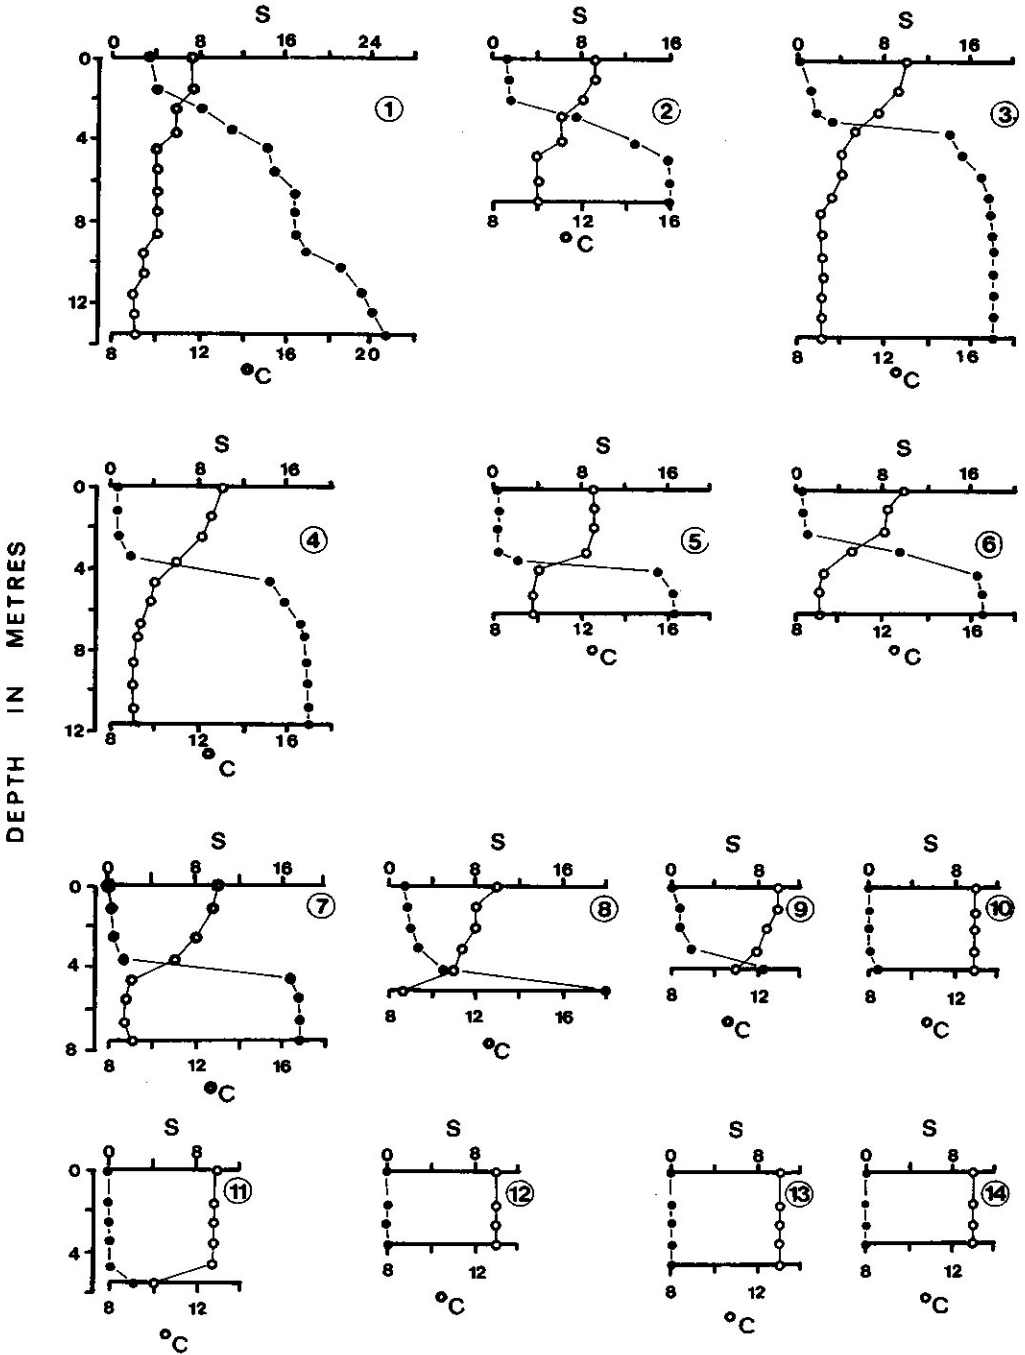 S S S
0 8 16 24 0 8 16 0 8 16
0
4
8
12
① ② ③
8 12 16
°C
8 12 16 20 8 12 16
°C °C
S S S
0 8 16 0 8 16 0 8 16
0
4
8
12
④ ⑤ ⑥
8 12 16 8 12 16
°C °C
8 12 16
°C
DEPTH IN METRES
S S S S
0 8 16 0 8 16 0 8 0 8
0
4
8
⑦ ⑧ ⑨ ⑩
8 12 8 12
°C °C
8 12 16
°C
8 12 16
°C
S S S S
0 8 0 8 0 8 0 8
0
4
⑪ ⑫ ⑬ ⑭
8 12 8 12
°C °C
8 12
°C
8 12
°C